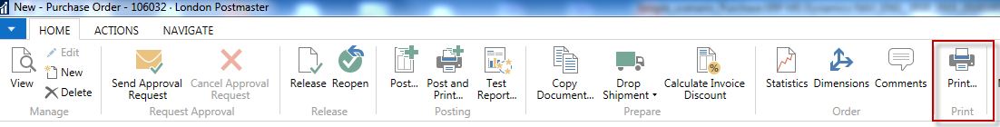 New - Purchase Order - 106032 · London Postmaster
HOME ACTIONS NAVIGATE
View
Edit
New
Delete
Manage
Send Approval Request
Cancel Approval Request
Request Approval
Release
Reopen
Release
Post...
Post and Print...
Test Report...
Posting
Copy Document...
Drop Shipment
Calculate Invoice Discount
Prepare
Statistics
Dimensions
Comments
Order
Print...
Print